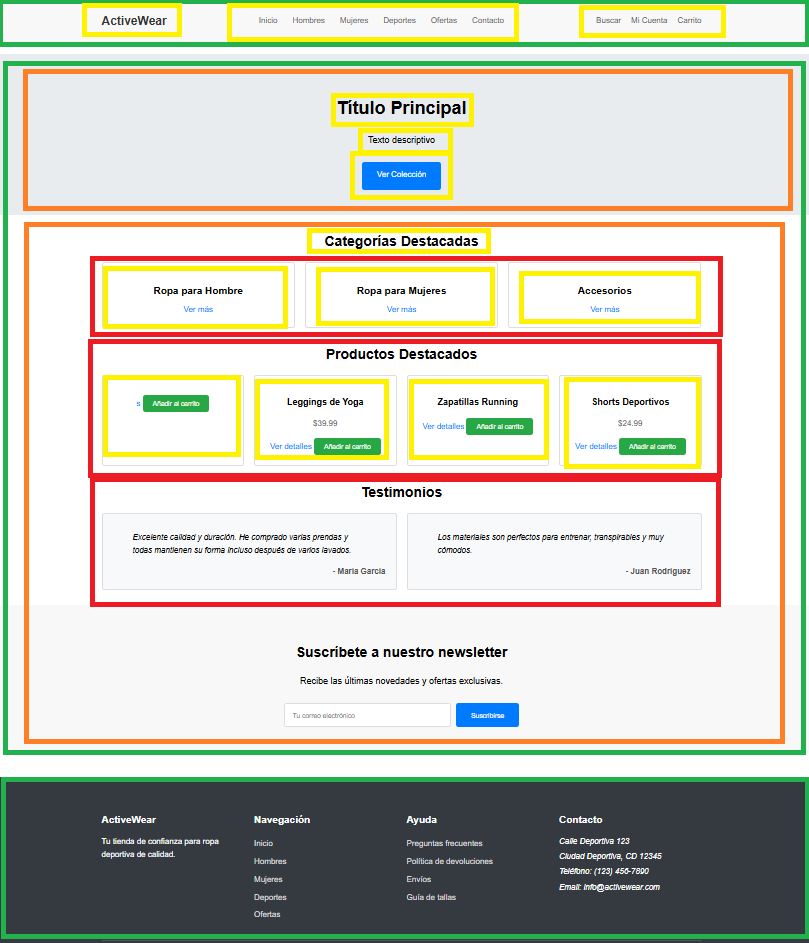 ActiveWear
Inicio Hombres Mujeres Deportes Ofertas Contacto
Buscar Mi Cuenta Carrito
Título Principal
Texto descriptivo
Ver Colección
Categorías Destacadas
Ropa para Hombre
Ver más
Ropa para Mujeres
Ver más
Accesorios
Ver más
Productos Destacados
s Añadir al carrito
Leggings de Yoga
$39.99
Ver detalles Añadir al carrito
Zapatillas Running
Ver detalles Añadir al carrito
Shorts Deportivos
$24.99
Ver detalles Añadir al carrito
Testimonios
Excelente calidad y duración. He comprado varias prendas y
todas mantienen su forma incluso después de varios lavados.
- María García
Los materiales son perfectos para entrenar, transpirables y muy
cómodos.
- Juan Rodríguez
Suscríbete a nuestro newsletter
Recibe las últimas novedades y ofertas exclusivas.
Tu correo electrónico
Suscribirse
ActiveWear
Tu tienda de confianza para ropa
deportiva de calidad.
Navegación
Inicio
Hombres
Mujeres
Deportes
Ofertas
Ayuda
Preguntas frecuentes
Política de devoluciones
Envíos
Guía de tallas
Contacto
Calle Deportiva 123
Ciudad Deportiva, CD 12345
Teléfono: (123) 456-7890
Email: info@activewear.com